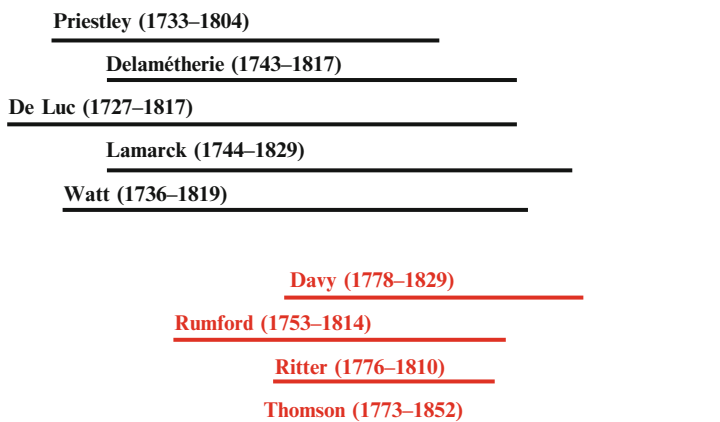 Priestley (1733–1804)
Delamétherie (1743–1817)
De Luc (1727–1817)
Lamarck (1744–1829)
Watt (1736–1819)
Davy (1778–1829)
Rumford (1753–1814)
Ritter (1776–1810)
Thomson (1773–1852)